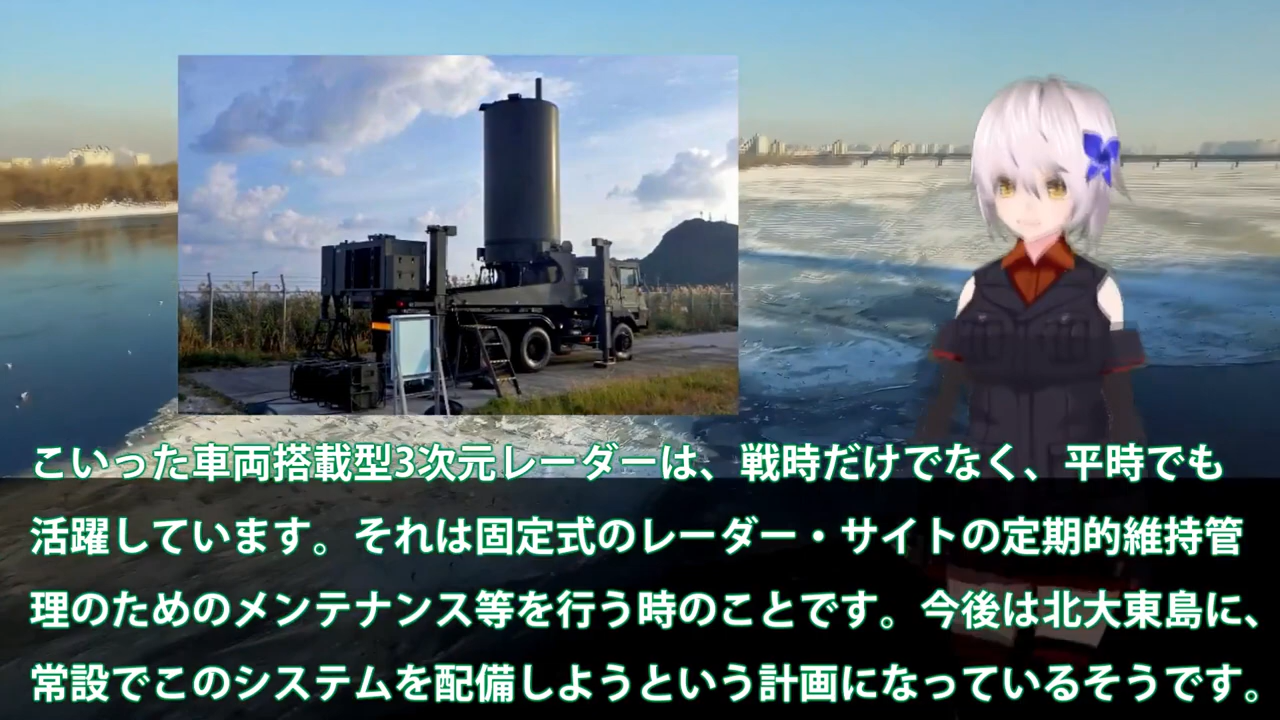 こいった車両搭載型3次元レーダーは、戦時だけでなく、平時でも
活躍しています。それは固定式のレーダー・サイトの定期的維持管
理のためのメンテナンス等を行う時のことです。今後は北大東島に、
常設でこのシステムを配備しようという計画になっているそうです。